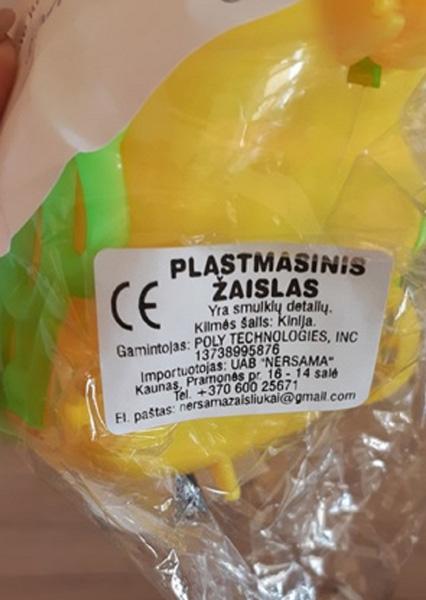 CE
PLASTMASINIS
ŽAISLAS
Yra smulkių detalių.
Kilmės šalis: Kinija.
Gamintojas: POLY TECHNOLOGIES, INC
13738995876
Importuotojas: UAB "NERSAMA"
Kaunas, Pramonės pr. 16 - 14 salė
Tel. +370 600 25671
El. paštas: nersamazaisliukai@gmail.com